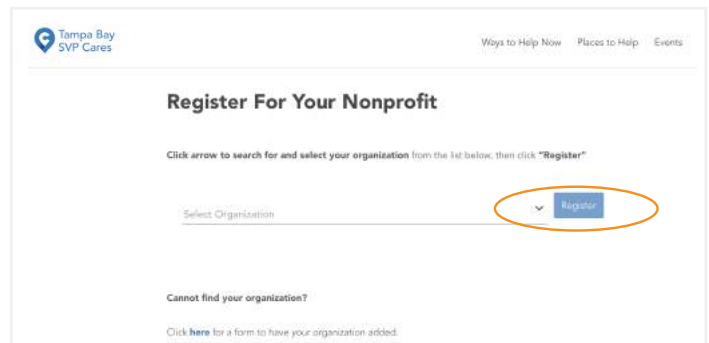 Tampa Bay
SVP Cares
Ways to Help Now Places to Help Events
Register For Your Nonprofit
Click arrow to search for and select your organization from the list below, then click "Register"
Select Organization
Register
Cannot find your organization?
Click here for a form to have your organization added.